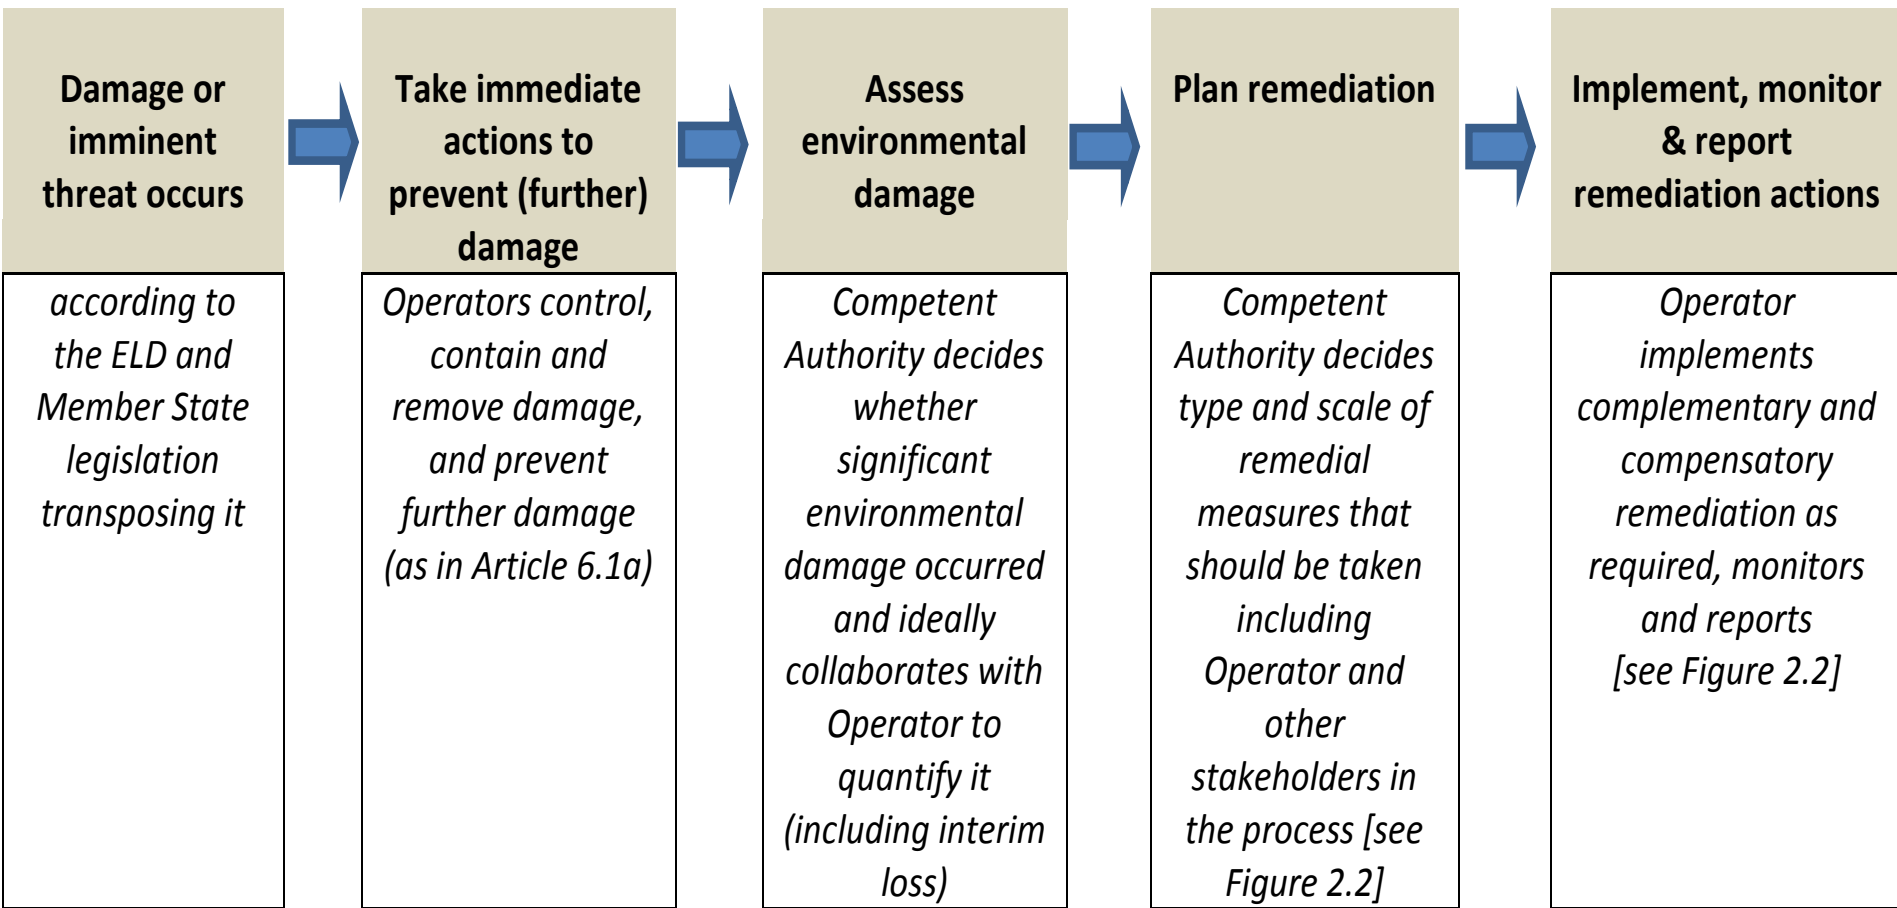 Damage or
imminent
threat occurs
according to
the ELD and
Member State
legislation
transposing it
Take immediate
actions to
prevent (further)
damage
Operators control,
contain and
remove damage,
and prevent
further damage
(as in Article 6.1a)
Assess
environmental
damage
Competent
Authority decides
whether
significant
environmental
damage occurred
and ideally
collaborates with
Operator to
quantify it
(including interim
loss)
Plan remediation
Competent
Authority decides
type and scale of
remedial
measures that
should be taken
including
Operator and
other
stakeholders in
the process [see
Figure 2.2]
Implement, monitor
& report
remediation actions
Operator
implements
complementary and
compensatory
remediation as
required, monitors
and reports
[see Figure 2.2]